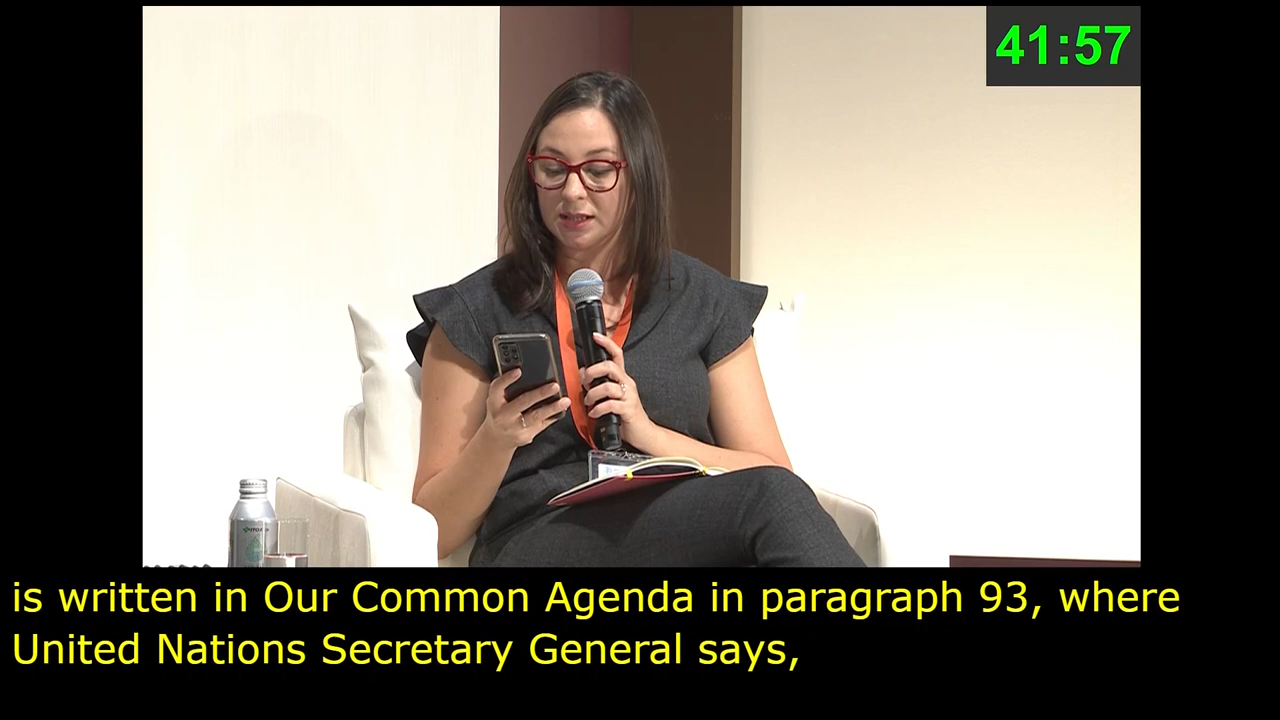 41:57
is written in Our Common Agenda in paragraph 93, where
United Nations Secretary General says,